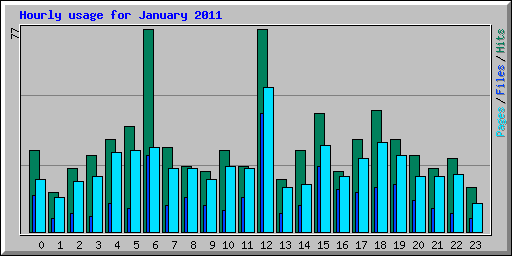 Hourly usage for January 2011
77
Pages / Files / Hits
0 1 2 3 4 5 6 7 8 9 10 11 12 13 14 15 16 17 18 19 20 21 22 23